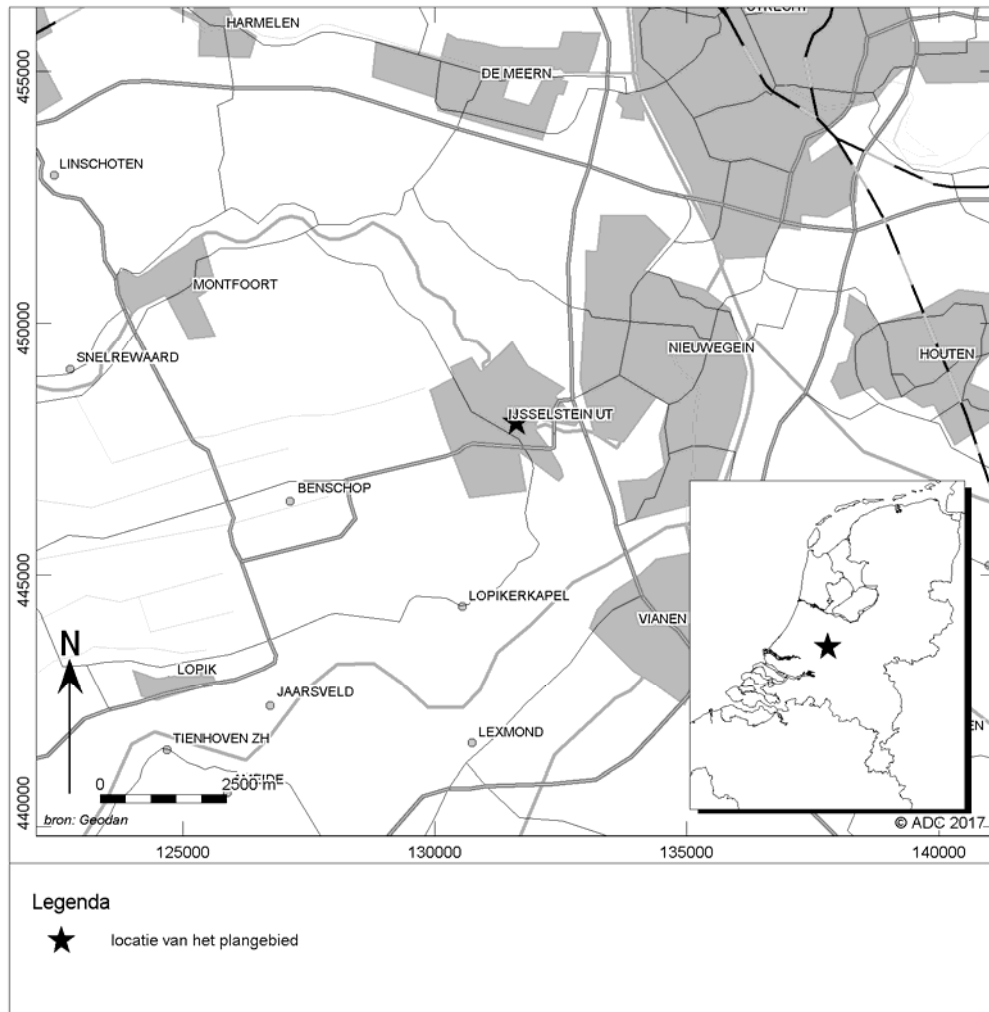 HARMELEN
UTRECHT
455000
DE MEERN
LINSCHOTEN
MONTFOORT
450000
SNELREWAARD
NIEUWEGEIN
HOUTEN
IJSSELSTEIN UT
BENSCHOP
445000
LOPIKERKAPEL
VIANEN
N
LOPIK
JAARSVELD
TIENHOVEN ZH
LEXMOND
0 2500 m
440000
bron: Geodan
© ADC 2017
125000 130000 135000 140000
Legenda
locatie van het plangebied